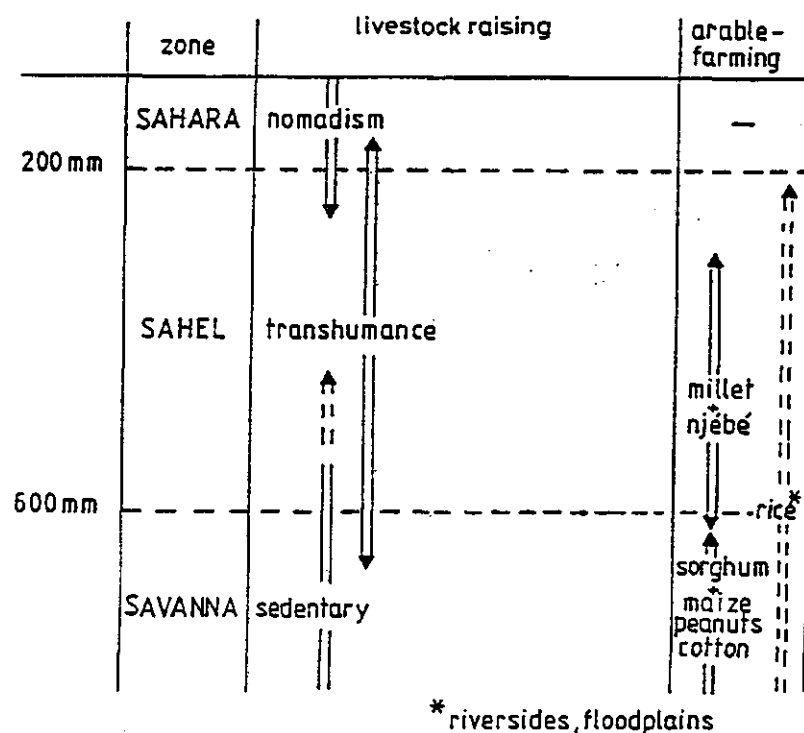 zone
livestock raising
arable-
farming
SAHARA
nomadism
—
200 mm
SAHEL
transhumance
millet
+
njébé
600 mm
rice*
SAVANNA
sedentary
sorghum
+
maïze
peanuts
cotton
*riversides, floodplains